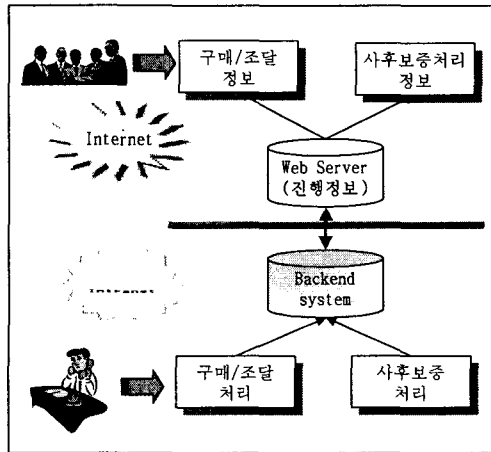 구매/조달
정보
사후보증처리
정보
Internet
Web Server
(진행정보)
Backend
system
구매/조달
처리
사후보증
처리